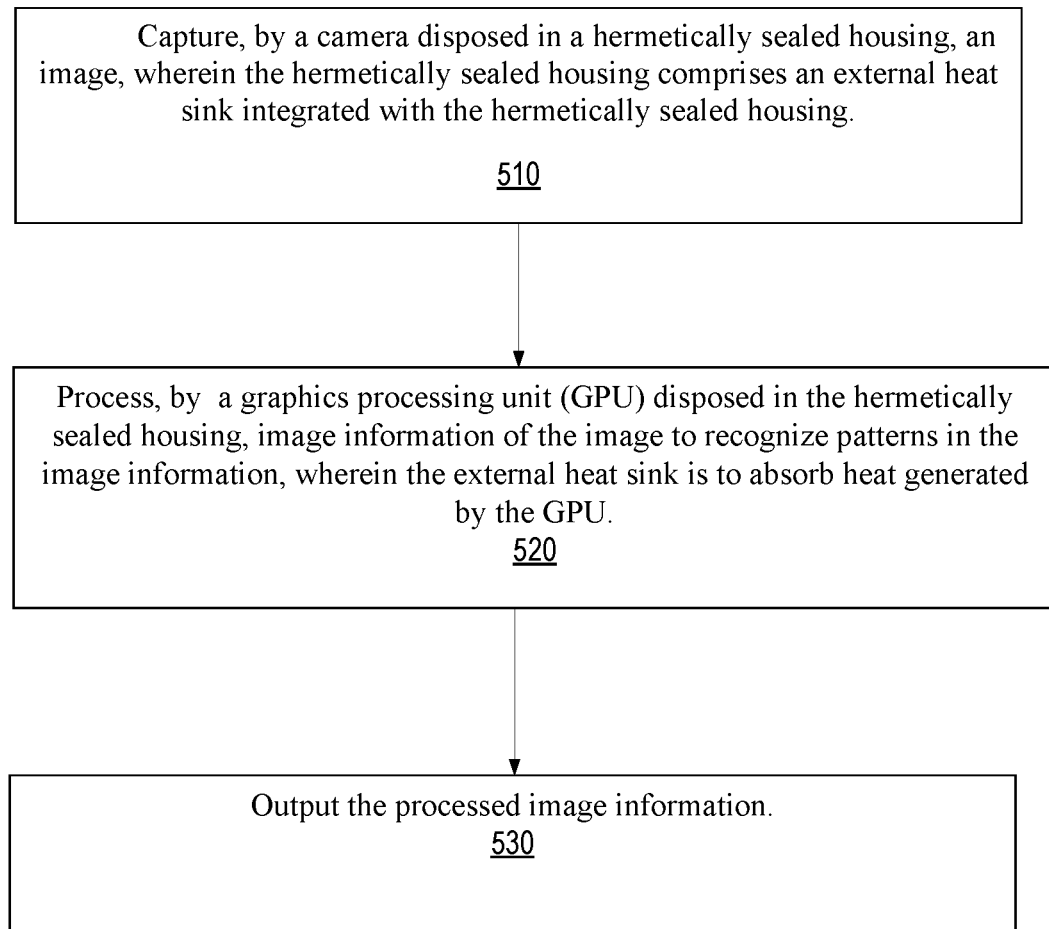 Capture, by a camera disposed in a hermetically sealed housing, an
image, wherein the hermetically sealed housing comprises an external heat
sink integrated with the hermetically sealed housing.
510
Process, by a graphics processing unit (GPU) disposed in the hermetically
sealed housing, image information of the image to recognize patterns in the
image information, wherein the external heat sink is to absorb heat generated
by the GPU.
520
Output the processed image information.
530